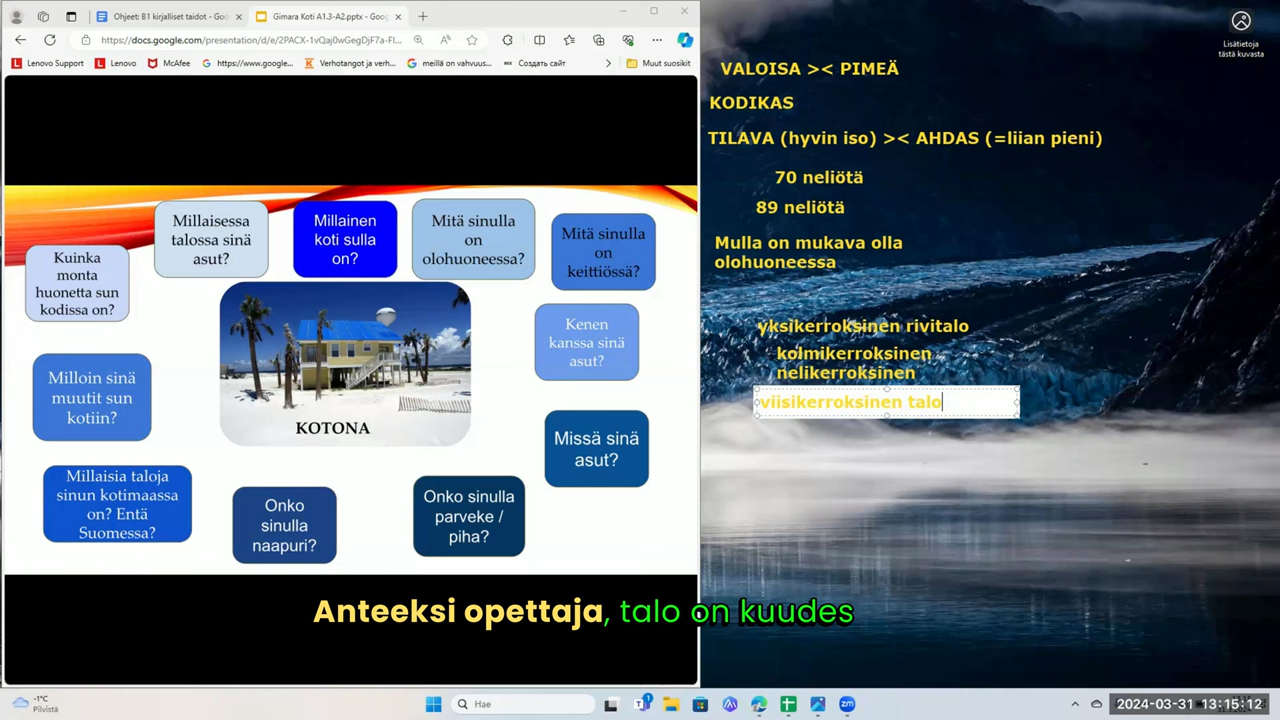 Ohjeet: B1 kirjalliset taidot - Goo
Gimara Koti A1.3-A2.pptx - Goo
https://docs.google.com/presentation/d/e/2PACX-1vQaj0wGegDjF7a-Fl...
Lenovo Support
Lenovo
McAfee
https://www.google...
Verhotangot ja verh...
meillä on vahvuus...
Создать сайт
Muut suosikit
Lisätietoja
tästä kuvasta
Millaisessa
talossa sinä
asut?
Millainen
koti sulla
on?
Mitä sinulla
on
olohuoneessa?
Mitä sinulla
on
keittiössä?
Kuinka
monta
huonetta sun
kodissa on?
Kenen
kanssa sinä
asut?
Milloin sinä
muutit sun
kotiin?
KOTONA
Missä sinä
asut?
Millaisia taloja
sinun kotimaassa
on? Entä
Suomessa?
Onko
sinulla
naapuri?
Onko sinulla
parveke /
piha?
VALOISA >< PIMEÄ
KODIKAS
TILAVA (hyvin iso) >< AHDAS (=liian pieni)
70 neliötä
89 neliötä
Mulla on mukava olla
olohuoneessa
yksikerroksinen rivitalo
kolmikerroksinen
nelikerroksinen
viisikerroksinen talo
Anteeksi opettaja, talo on kuudes
-1°C
Pilvistä
Hae
2024-03-31 13:15:12